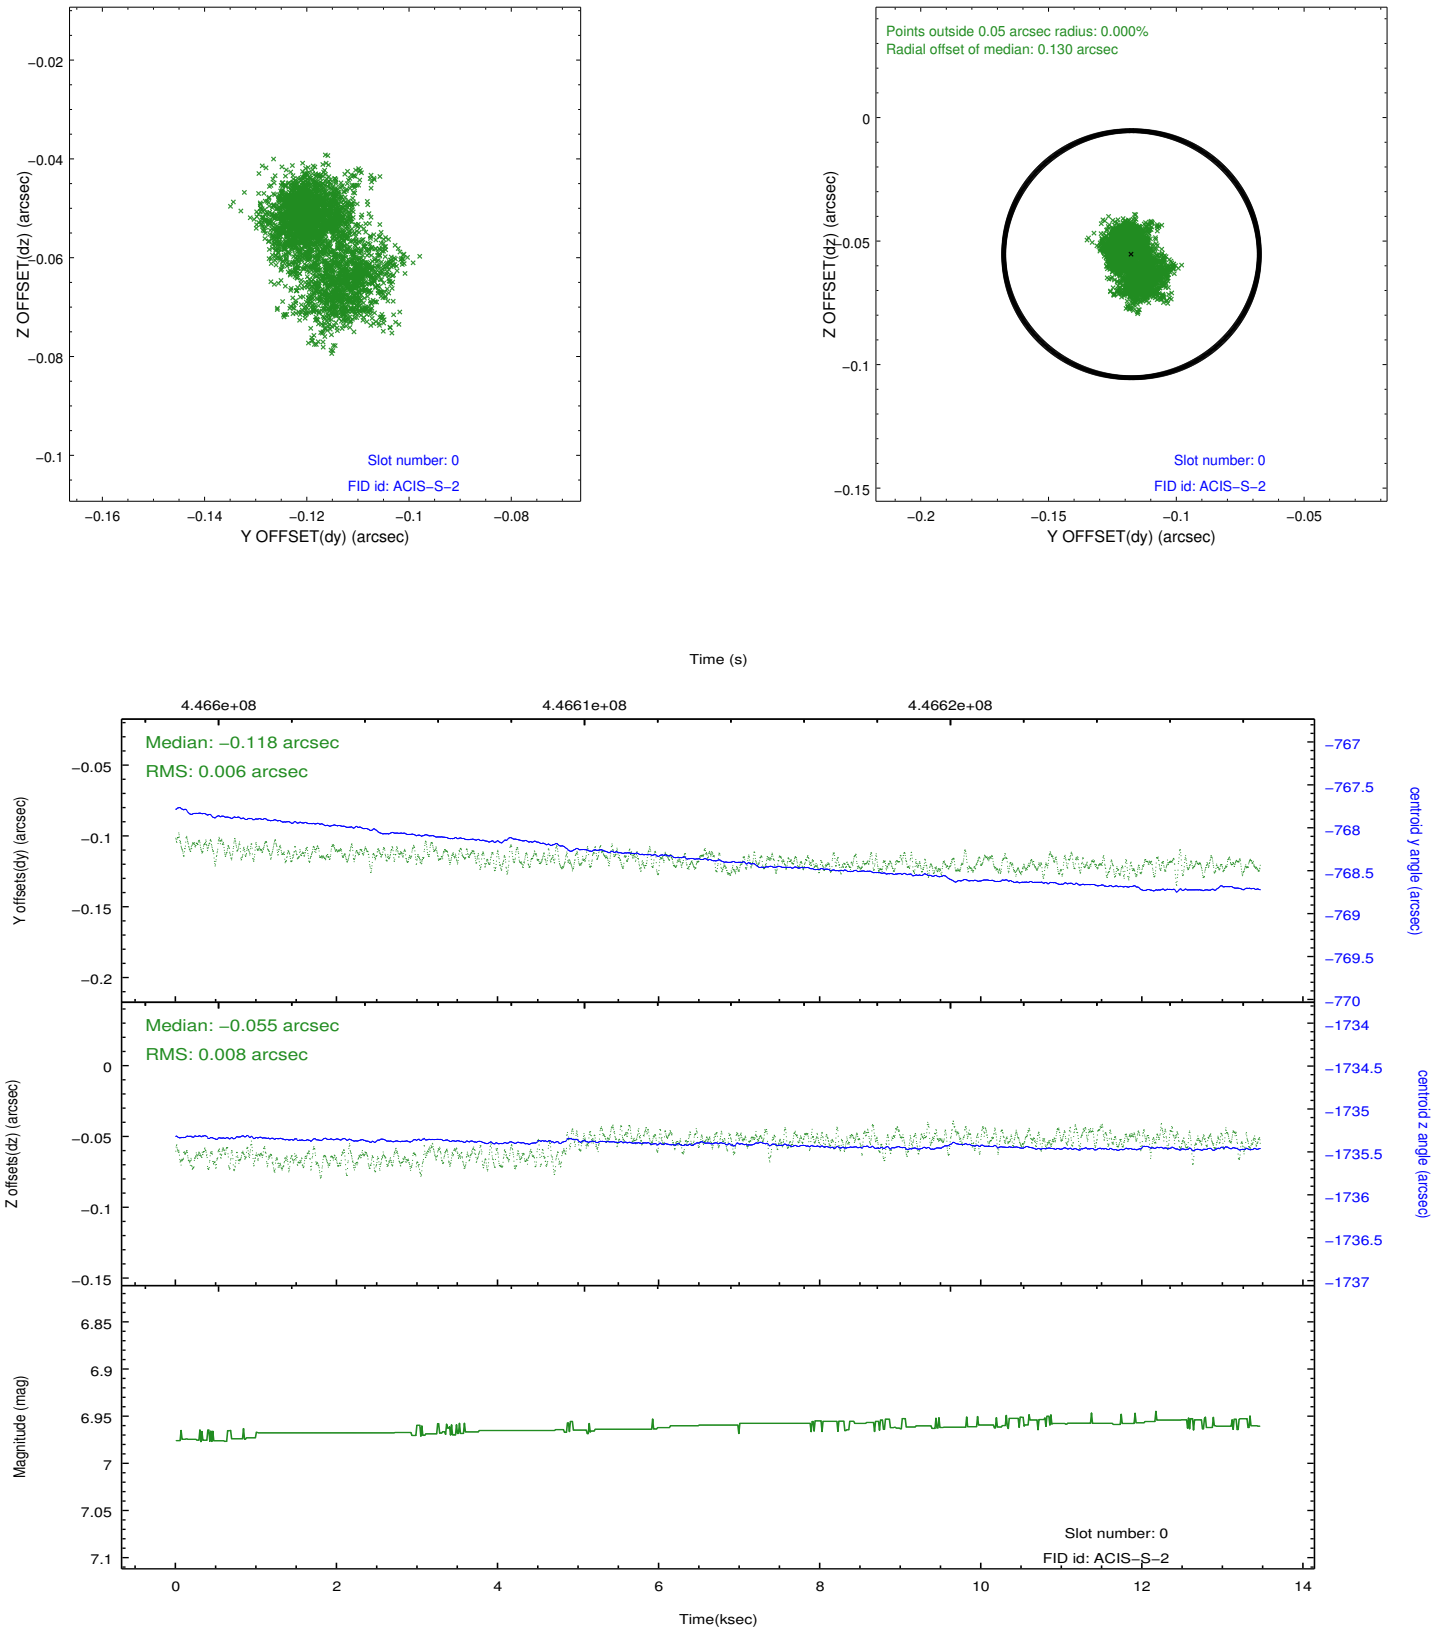 Z OFFSET(dz) (arcsec)
−0.02
−0.04
−0.06
−0.08
−0.1
Slot number: 0
FID id: ACIS−S−2
−0.16
−0.14
−0.12
−0.1
−0.08
Y OFFSET(dy) (arcsec)
Points outside 0.05 arcsec radius: 0.000%
Radial offset of median: 0.130 arcsec
Z OFFSET(dz) (arcsec)
0
−0.05
−0.1
−0.15
Slot number: 0
FID id: ACIS−S−2
−0.2
−0.15
−0.1
−0.05
Y OFFSET(dy) (arcsec)
Time (s)
4.466e+08
4.4661e+08
4.4662e+08
Median: −0.118 arcsec
RMS: 0.006 arcsec
Y offsets(dy) (arcsec)
−0.05
−0.1
−0.15
−0.2
−767
−767.5
−768
−768.5
−769
−769.5
−770
centroid y angle (arcsec)
Median: −0.055 arcsec
RMS: 0.008 arcsec
Z offsets(dz) (arcsec)
0
−0.05
−0.1
−0.15
−1734
−1734.5
−1735
−1735.5
−1736
−1736.5
−1737
centroid z angle (arcsec)
Magnitude (mag)
6.85
6.9
6.95
7
7.05
7.1
Slot number: 0
FID id: ACIS−S−2
0
2
4
6
8
10
12
14
Time(ksec)